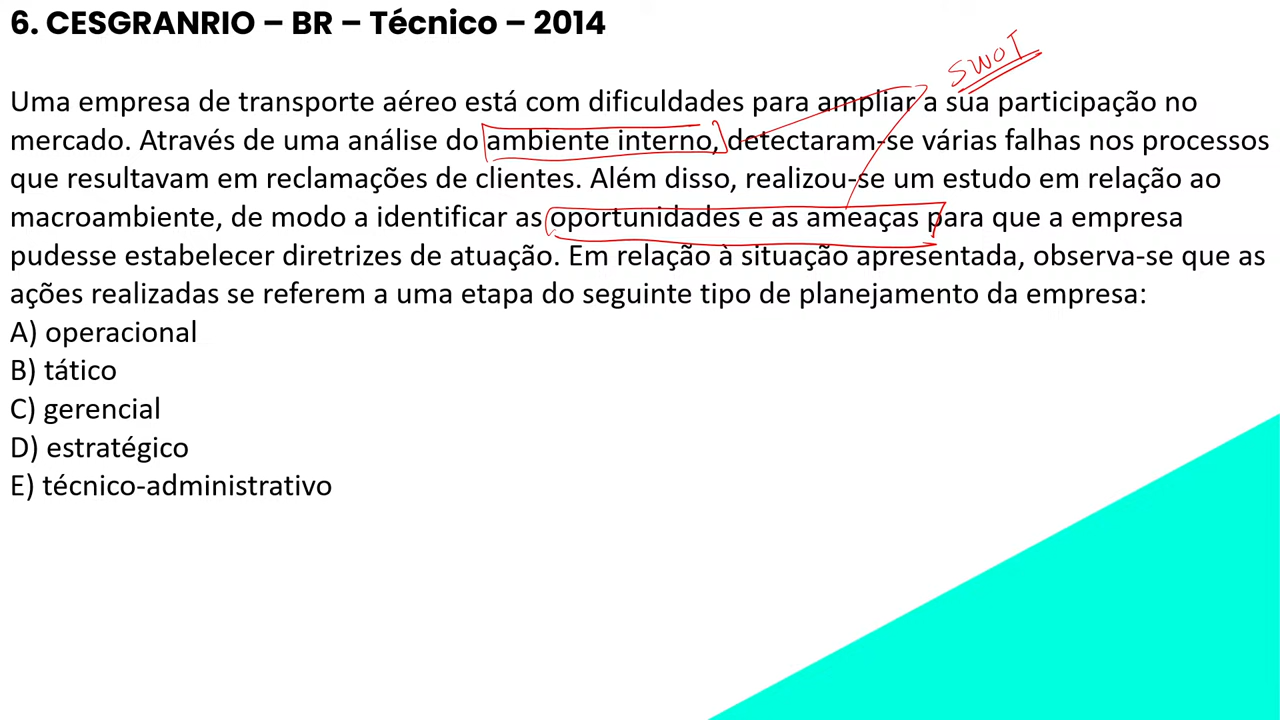 6. CESGRANRIO – BR – Técnico – 2014
SWOT
Uma empresa de transporte aéreo está com dificuldades para ampliar a sua participação no
mercado. Através de uma análise do ambiente interno, detectaram-se várias falhas nos processos
que resultavam em reclamações de clientes. Além disso, realizou-se um estudo em relação ao
macroambiente, de modo a identificar as oportunidades e as ameaças para que a empresa
pudesse estabelecer diretrizes de atuação. Em relação à situação apresentada, observa-se que as
ações realizadas se referem a uma etapa do seguinte tipo de planejamento da empresa:
A) operacional
B) tático
C) gerencial
D) estratégico
E) técnico-administrativo